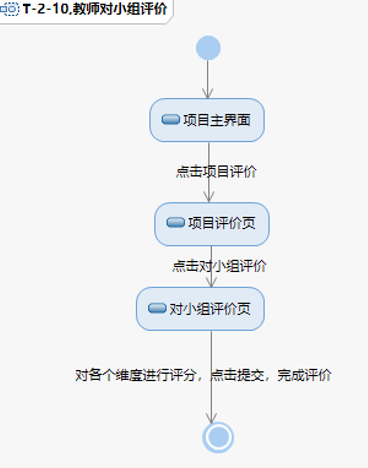 T-2-10,教师对小组评价
项目主界面
点击项目评价
项目评价页
点击对小组评价
对小组评价页
对各个维度进行评分，点击提交，完成评价